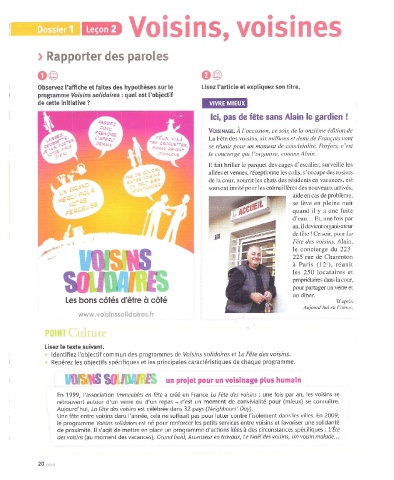 Dossier 1 Leçon 2 Voisins, voisines
> Rapporter des paroles
1
Observez l'affiche et faites des hypothèses sur le
programme Voisins solidaires : quel est l'objectif
de cette initiative ?
VOISINS
SOLIDAIRES
Les bons côtés d'être à côté
www.voisinssolidaires.fr
2
Lisez l'article et expliquez son titre.
VIVRE MIEUX
Ici, pas de fête sans Alain le gardien !
VOISINAGE. À l'occasion, ce soir, de la onzième édition de
La Fête des voisins, six millions et demi de Français vont
se réunir pour un moment de convivialité. Parfois, c'est
le concierge qui l'organise, comme Alain.
Il fait briller le parquet des cages d'escalier, surveille les
allées et venues, réceptionne les colis, s'occupe des rosiers
de la cour, nourrit les chats des résidents en vacances, est
souvent invité pour les crémaillères des nouveaux arrivés,
aide en cas de problème,
se lève en pleine nuit
quand il y a une fuite
d'eau... Et, une fois par
an, il devient organisateur
de fête ! Ce soir, pour La
Fête des voisins, Alain,
le concierge du 223-
225 rue de Charenton
à Paris (12e), réunit
les 250 locataires et
propriétaires dans la cour,
pour partager un verre et
un dîner.
D'après
Aujourd'hui en France.
ACCUEIL
POINT Culture
Lisez le texte suivant.
• Identifiez l'objectif commun des programmes de Voisins solidaires et La Fête des voisins.
• Repérez les objectifs spécifiques et les principales caractéristiques de chaque programme.
VOISINS SOLIDAIRES un projet pour un voisinage plus humain
En 1999, l'association Immeubles en fête a créé en France La Fête des voisins : une fois par an, les voisins se
retrouvent autour d'un verre ou d'un repas – c'est un moment de convivialité pour (mieux) se connaître.
Aujourd'hui, La fête des voisins est célébrée dans 32 pays (Neighbours' Day).
Une fête entre voisins dans l'année, cela ne suffisait pas pour lutter contre l'isolement dans les villes. En 2009,
le programme Voisins solidaires est né pour renforcer les petits services entre voisins et favoriser une solidarité
de proximité. Il s'agit de mettre en place un programme d'actions liées à des circonstances spécifiques : L'Été
des voisins (au moment des vacances), Grand froid, Ascenseur en travaux, Le Noël des voisins, Un voisin malade...
20